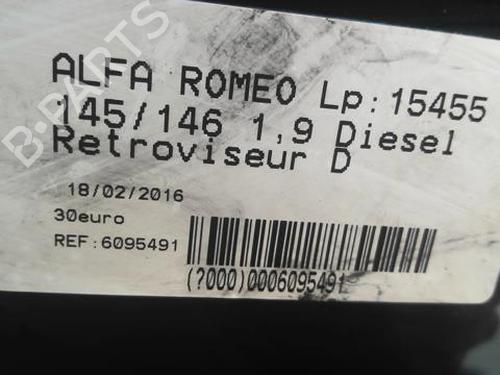 ALFA ROMEO Lp:15455
145/146 1,9 Diesel
Retroviseur D
18/02/2016
30euro
REF:6095491
(?000)0006095491
B-PARTS